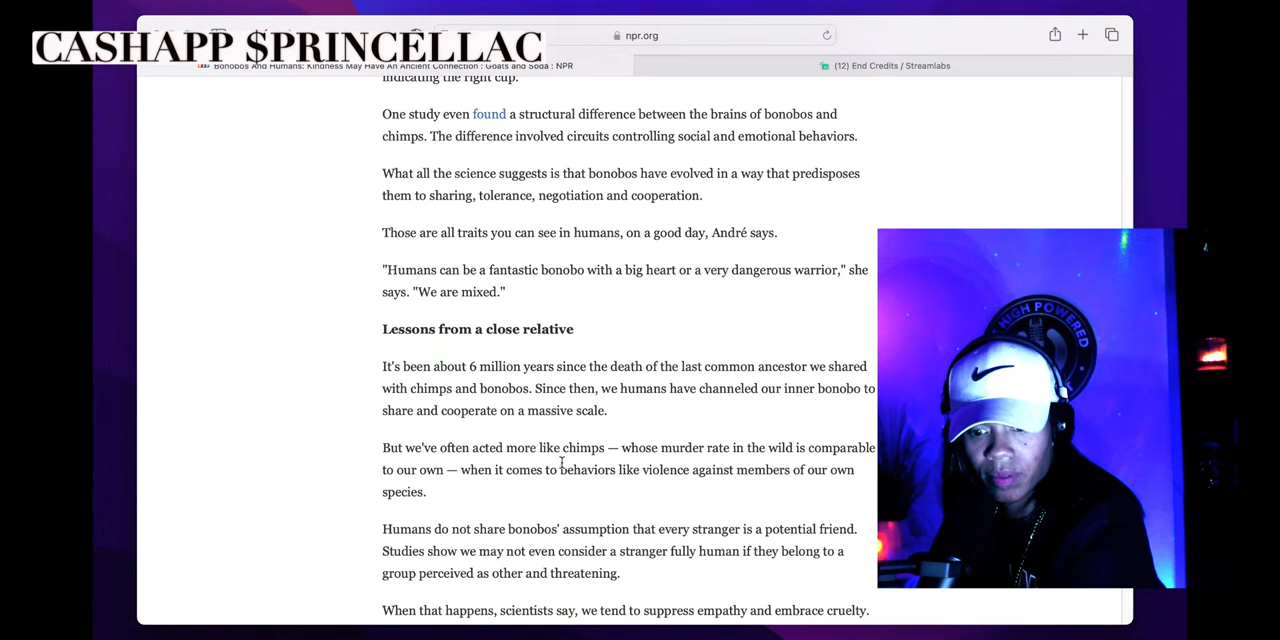 CASHAPP $PRINCELLAC
npr.org
Bonobos And Humans: Kindness May Have An Ancient Connection : Goats and Soda : NPR
(12) End Credits / Streamlabs
indicating the right cup.
One study even found a structural difference between the brains of bonobos and
chimps. The difference involved circuits controlling social and emotional behaviors.
What all the science suggests is that bonobos have evolved in a way that predisposes
them to sharing, tolerance, negotiation and cooperation.
Those are all traits you can see in humans, on a good day, André says.
"Humans can be a fantastic bonobo with a big heart or a very dangerous warrior," she
says. "We are mixed."
Lessons from a close relative
It's been about 6 million years since the death of the last common ancestor we shared
with chimps and bonobos. Since then, we humans have channeled our inner bonobo to
share and cooperate on a massive scale.
But we've often acted more like chimps — whose murder rate in the wild is comparable
to our own — when it comes to behaviors like violence against members of our own
species.
Humans do not share bonobos' assumption that every stranger is a potential friend.
Studies show we may not even consider a stranger fully human if they belong to a
group perceived as other and threatening.
When that happens, scientists say, we tend to suppress empathy and embrace cruelty.
HIGH POWERED